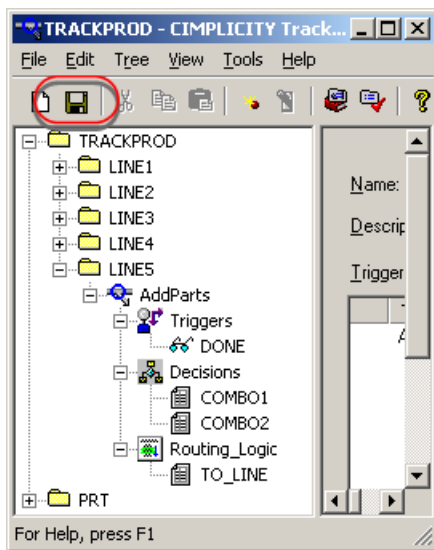 TRACKPROD - CIMPLICITY Track...
File Edit Tree View Tools Help
TRACKPROD
LINE1
LINE2
LINE3
LINE4
LINE5
AddParts
Triggers
DONE
Decisions
COMBO1
COMBO2
Routing_Logic
TO_LINE
PRT
Name:
Descrip
Trigger
For Help, press F1